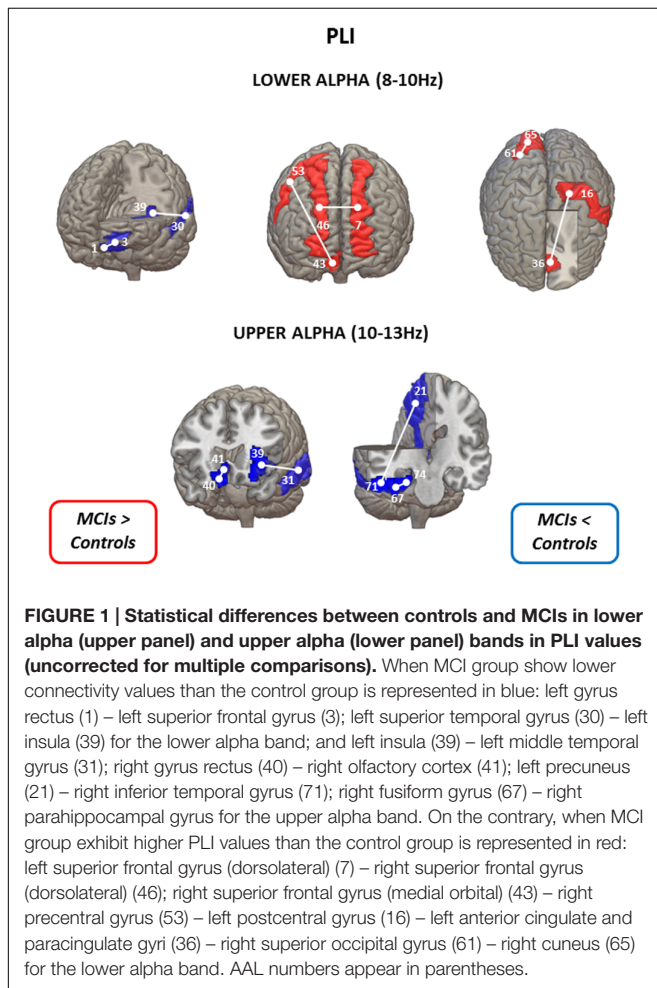 PLI
LOWER ALPHA (8-10Hz)
65
61
53
39
16
30
46
7
3
1
43
36
UPPER ALPHA (10-13Hz)
21
39
41
74
31
71
40
67
MCIs >
Controls
MCIs <
Controls
FIGURE 1 | Statistical differences between controls and MCIs in lower
alpha (upper panel) and upper alpha (lower panel) bands in PLI values
(uncorrected for multiple comparisons). When MCI group show lower
connectivity values than the control group is represented in blue: left gyrus
rectus (1) – left superior frontal gyrus (3); left superior temporal gyrus (30) – left
insula (39) for the lower alpha band; and left insula (39) – left middle temporal
gyrus (31); right gyrus rectus (40) – right olfactory cortex (41); left precuneus
(21) – right inferior temporal gyrus (71); right fusiform gyrus (67) – right
parahippocampal gyrus for the upper alpha band. On the contrary, when MCI
group exhibit higher PLI values than the control group is represented in red:
left superior frontal gyrus (dorsolateral) (7) – right superior frontal gyrus
(dorsolateral) (46); right superior frontal gyrus (medial orbital) (43) – right
precentral gyrus (53) – left postcentral gyrus (16) – left anterior cingulate and
paracingulate gyri (36) – right superior occipital gyrus (61) – right cuneus (65)
for the lower alpha band. AAL numbers appear in parentheses.